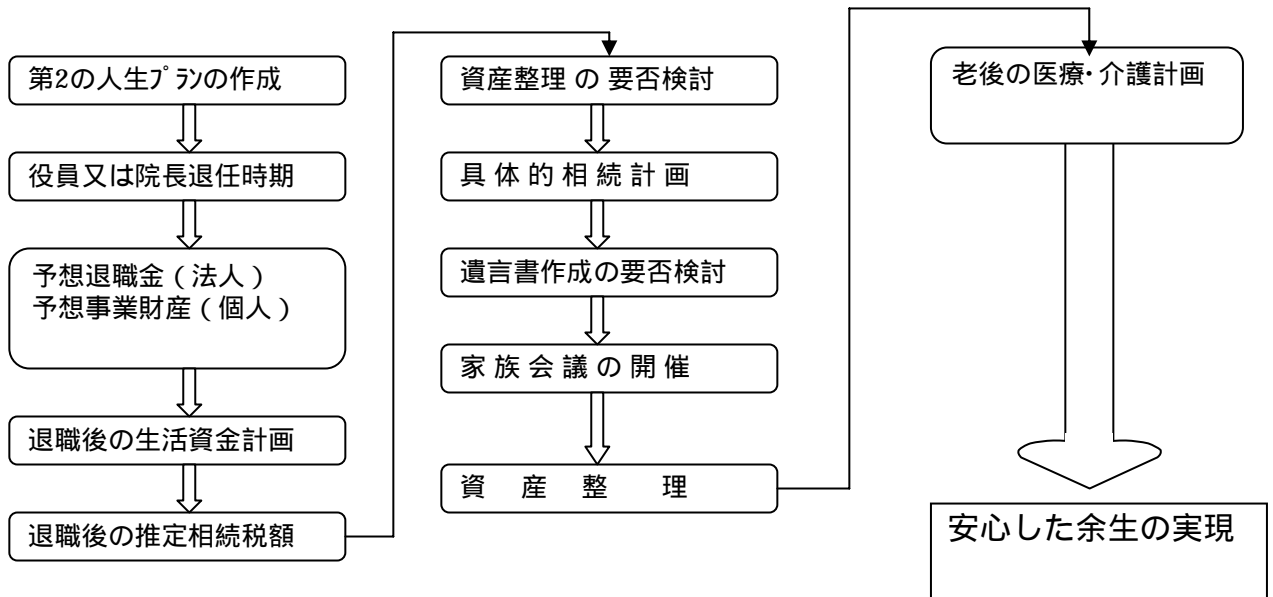 第2の人生プランの作成
役員又は院長退任時期
予想退職金(法人)
予想事業財産(個人)
退職後の生活資金計画
退職後の推定相続税額
資産整理の要否検討
具体的相続計画
遺言書作成の要否検討
家族会議の開催
資産整理
老後の医療・介護計画
安心した余生の実現